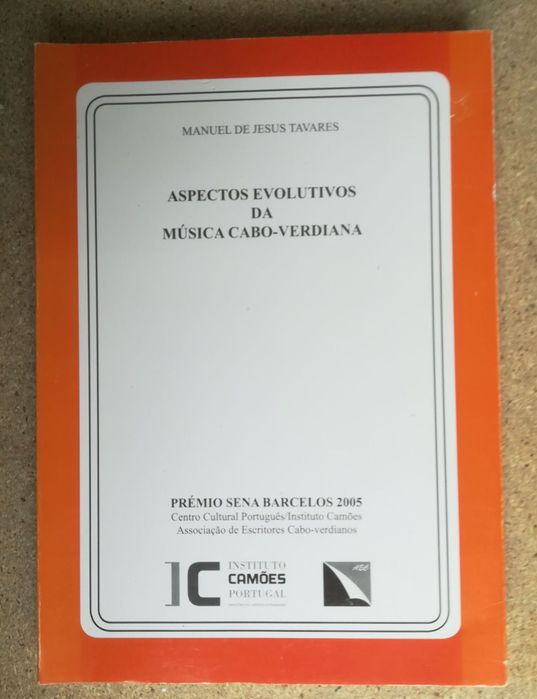 MANUEL DE JESUS TAVARES
ASPECTOS EVOLUTIVOS
DA
MÚSICA CABO-VERDIANA
PRÉMIO SENA BARCELOS 2005
Centro Cultural Português/Instituto Camões
Associação de Escritores Cabo-verdianos
IC
INSTITUTO
CAMÕES
PORTUGAL